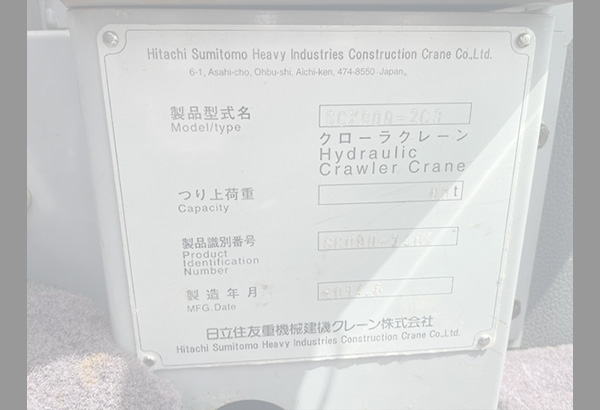 Hitachi Sumitomo Heavy Industries Construction Crane Co.,Ltd.
6-1, Asahi-cho, Ohbu-shi, Aichi-ken, 474-8550 Japan.
製品型式名
Model/type
クローラクレーン
Hydraulic
Crawler Crane
つり上荷重
Capacity
t
製品識別番号
Product
Identification
Number
製造年月
MFG.Date
日立住友重機械建機クレーン株式会社
Hitachi Sumitomo Heavy Industries Construction Crane Co.,Ltd.